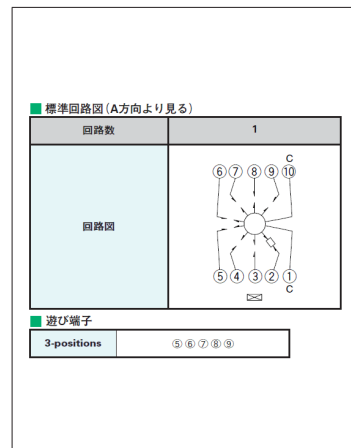 標準回路図(A方向より見る)
回路数 1
回路図
C
⑥⑦⑧⑨⑩
⑤④③②①
C
遊び端子
3-positions ⑤⑥⑦⑧⑨